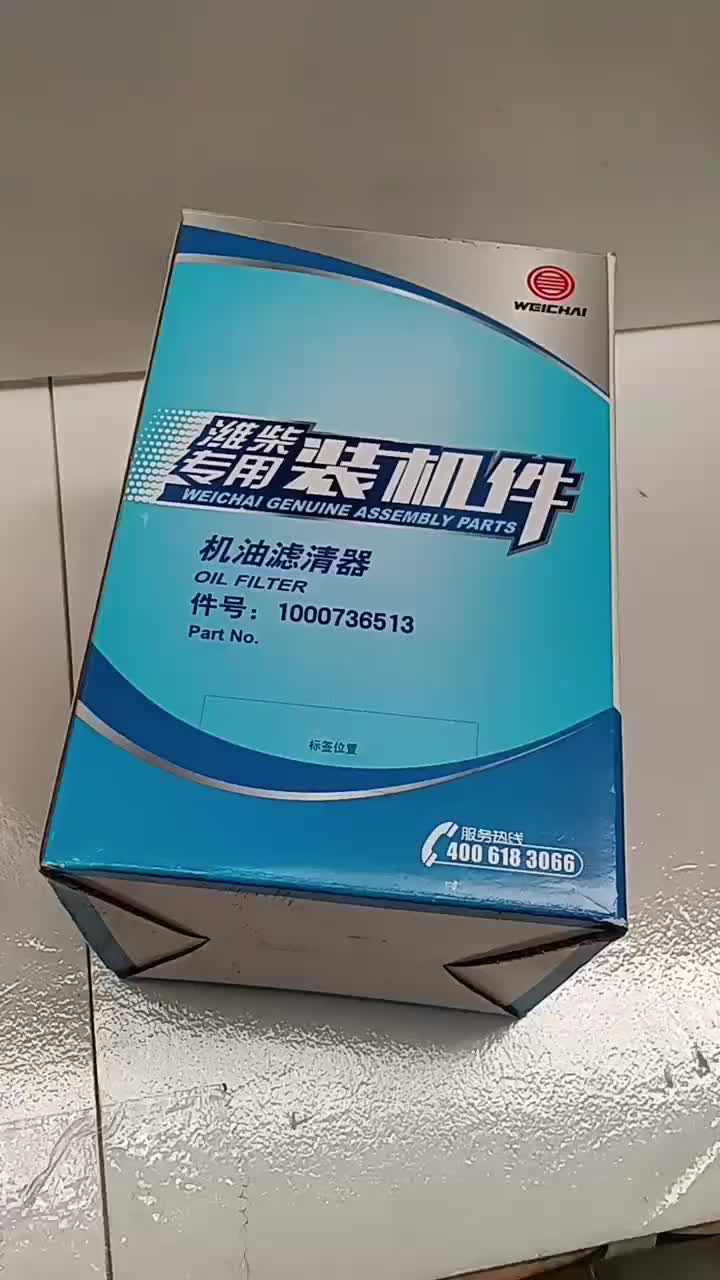 WEICHAI
潍柴
专用
装机件
WEICHAI GENUINE ASSEMBLY PARTS
机油滤清器
OIL FILTER
件号：1000736513
Part No.
标签位置
服务热线
400 618 3066